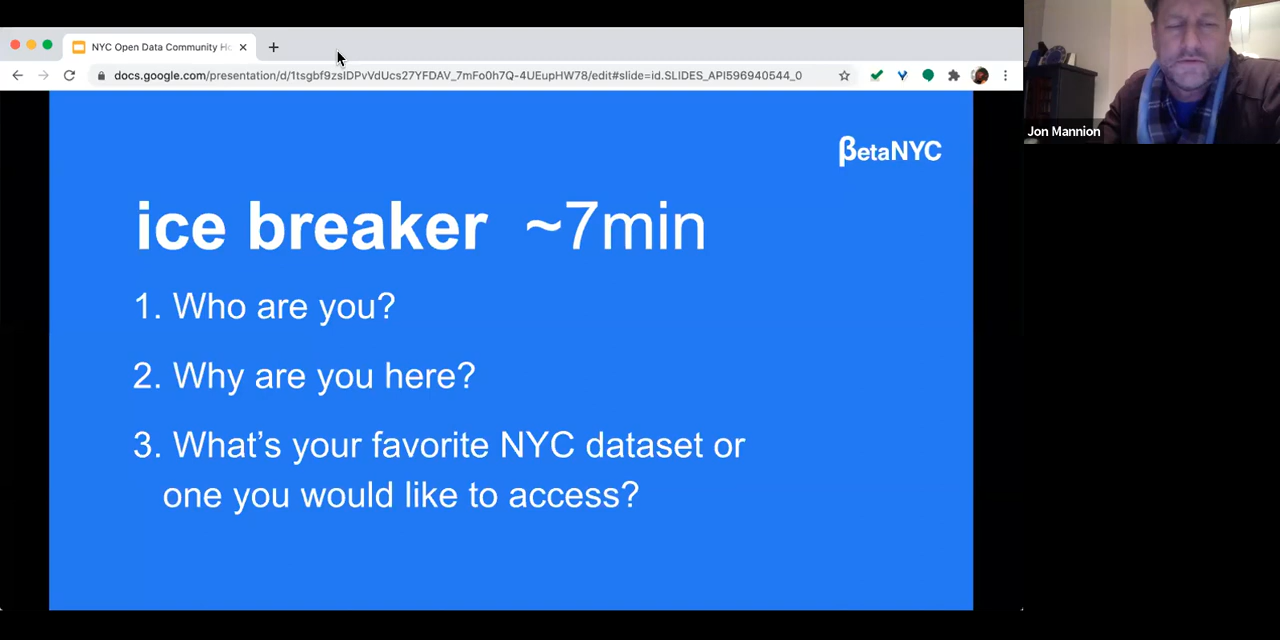 NYC Open Data Community Ho
docs.google.com/presentation/d/1tsgbf9zsIDPvVdUcs27YFDAV_7mFo0h7Q-4UEupHW78/edit#slide=id.SLIDES_API596940544_0
Jon Mannion
βetaNYC
ice breaker ~7min
1. Who are you?
2. Why are you here?
3. What’s your favorite NYC dataset or
one you would like to access?